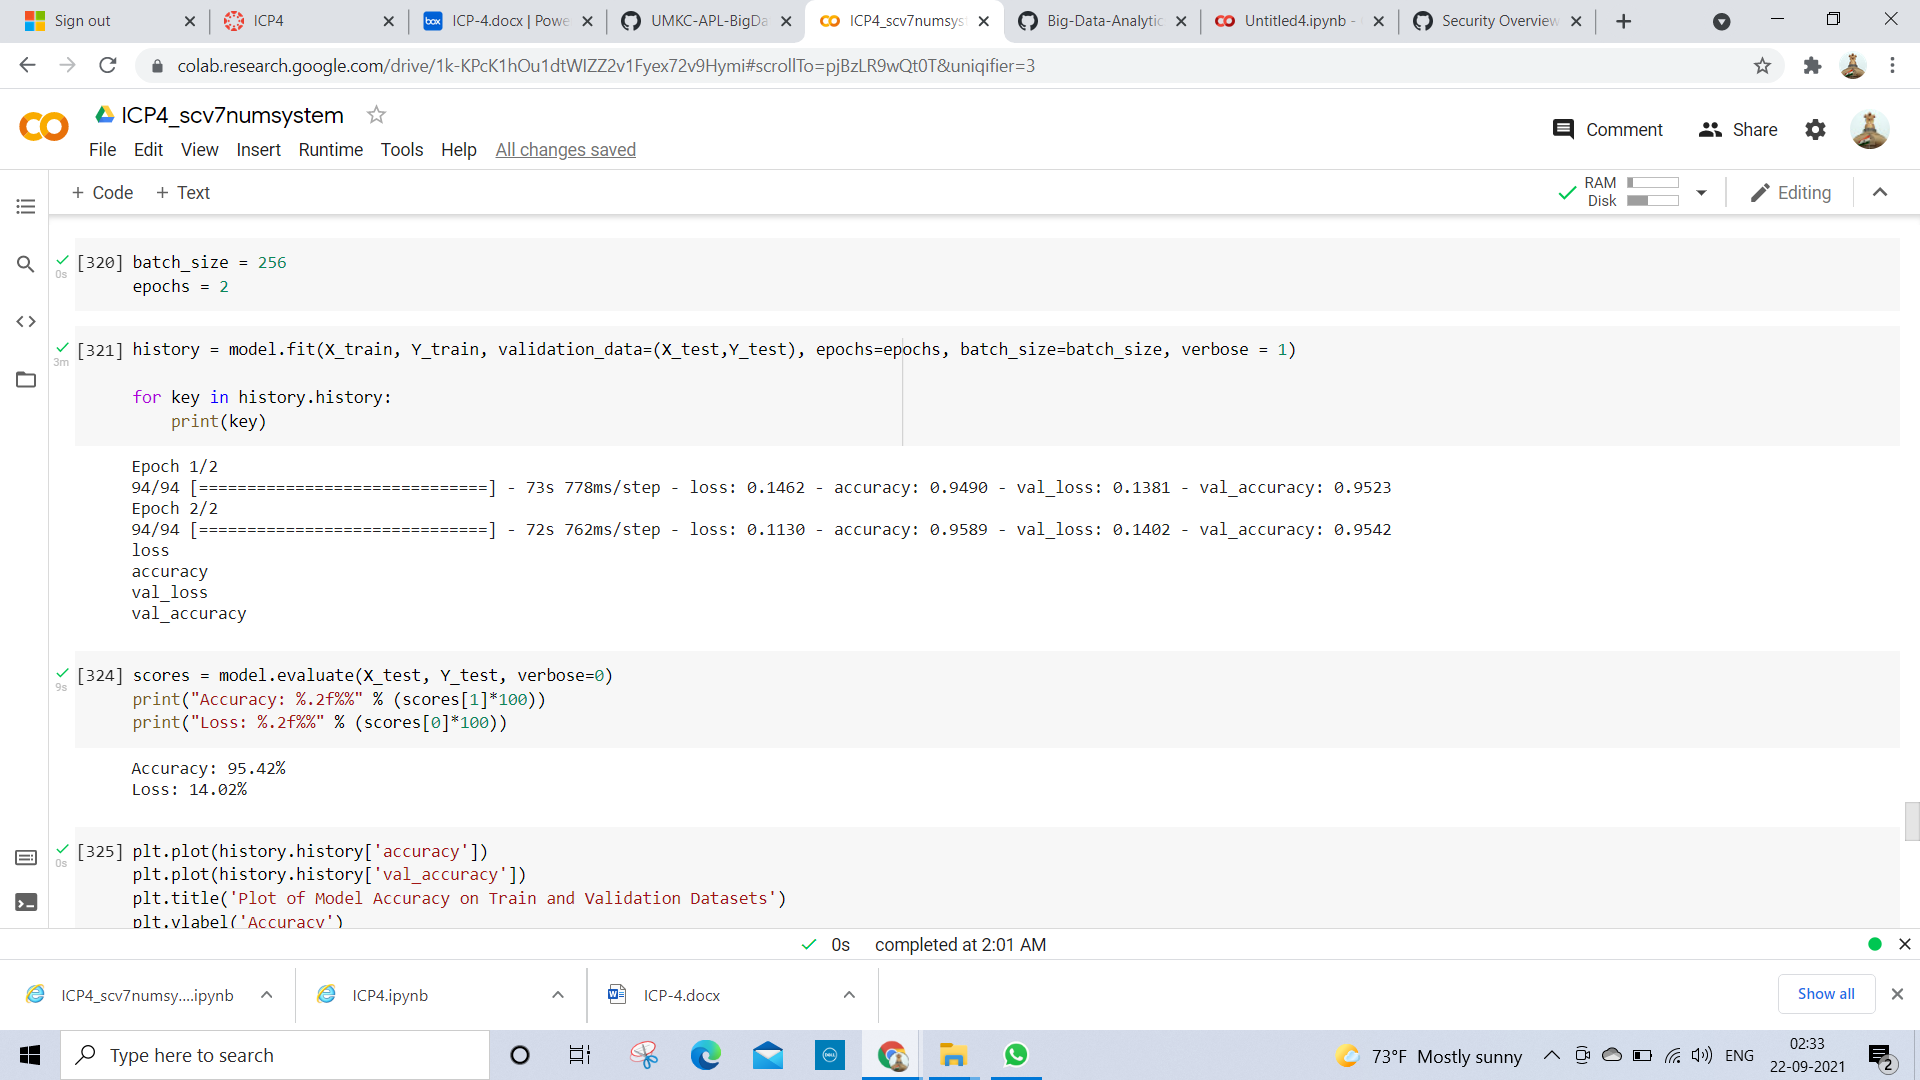 Sign out
ICP4
ICP-4.docx | Powe
UMKC-APL-BigDa
ICP4_scv7numsyst
Big-Data-Analytic
Untitled4.ipynb -
Security Overview
colab.research.google.com/drive/1k-KPcK1hOu1dtWIZZ2v1Fyex72v9Hymi#scrollTo=pjBzLR9wQt0T&uniqifier=3
ICP4_scv7numsystem
Comment
Share
File Edit View Insert Runtime Tools Help All changes saved
+ Code + Text
RAM
Disk
Editing
[320] batch_size = 256
0s
epochs = 2
[321] history = model.fit(X_train, Y_train, validation_data=(X_test,Y_test), epochs=epochs, batch_size=batch_size, verbose = 1)
3m
for key in history.history:
print(key)
Epoch 1/2
94/94 [==============================] - 73s 778ms/step - loss: 0.1462 - accuracy: 0.9490 - val_loss: 0.1381 - val_accuracy: 0.9523
Epoch 2/2
94/94 [==============================] - 72s 762ms/step - loss: 0.1130 - accuracy: 0.9589 - val_loss: 0.1402 - val_accuracy: 0.9542
loss
accuracy
val_loss
val_accuracy
[324] scores = model.evaluate(X_test, Y_test, verbose=0)
9s
print("Accuracy: %.2f%%" % (scores[1]*100))
print("Loss: %.2f%%" % (scores[0]*100))
Accuracy: 95.42%
Loss: 14.02%
[325] plt.plot(history.history['accuracy'])
0s
plt.plot(history.history['val_accuracy'])
plt.title('Plot of Model Accuracy on Train and Validation Datasets')
plt.ylabel('Accuracy')
0s completed at 2:01 AM
ICP4_scv7numsy....ipynb
ICP4.ipynb
ICP-4.docx
Show all
Type here to search
73°F Mostly sunny
ENG
02:33
22-09-2021
2